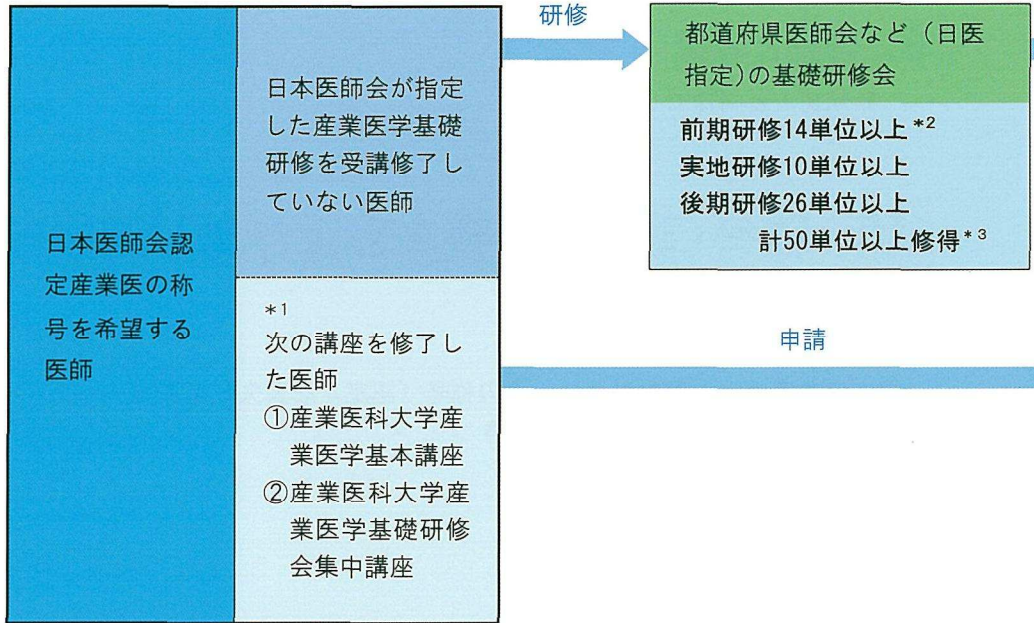 日本医師会認
定産業医の称
号を希望する
医師
日本医師会が指定
した産業医学基礎
研修を受講修了し
ていない医師
*1
次の講座を修了し
た医師
①産業医科大学産
業医学基本講座
②産業医科大学産
業医学基礎研修
会集中講座
研修
都道府県医師会など（日医
指定)の基礎研修会
前期研修14単位以上*2
実地研修10単位以上
後期研修26単位以上
計50単位以上修得*3
申請